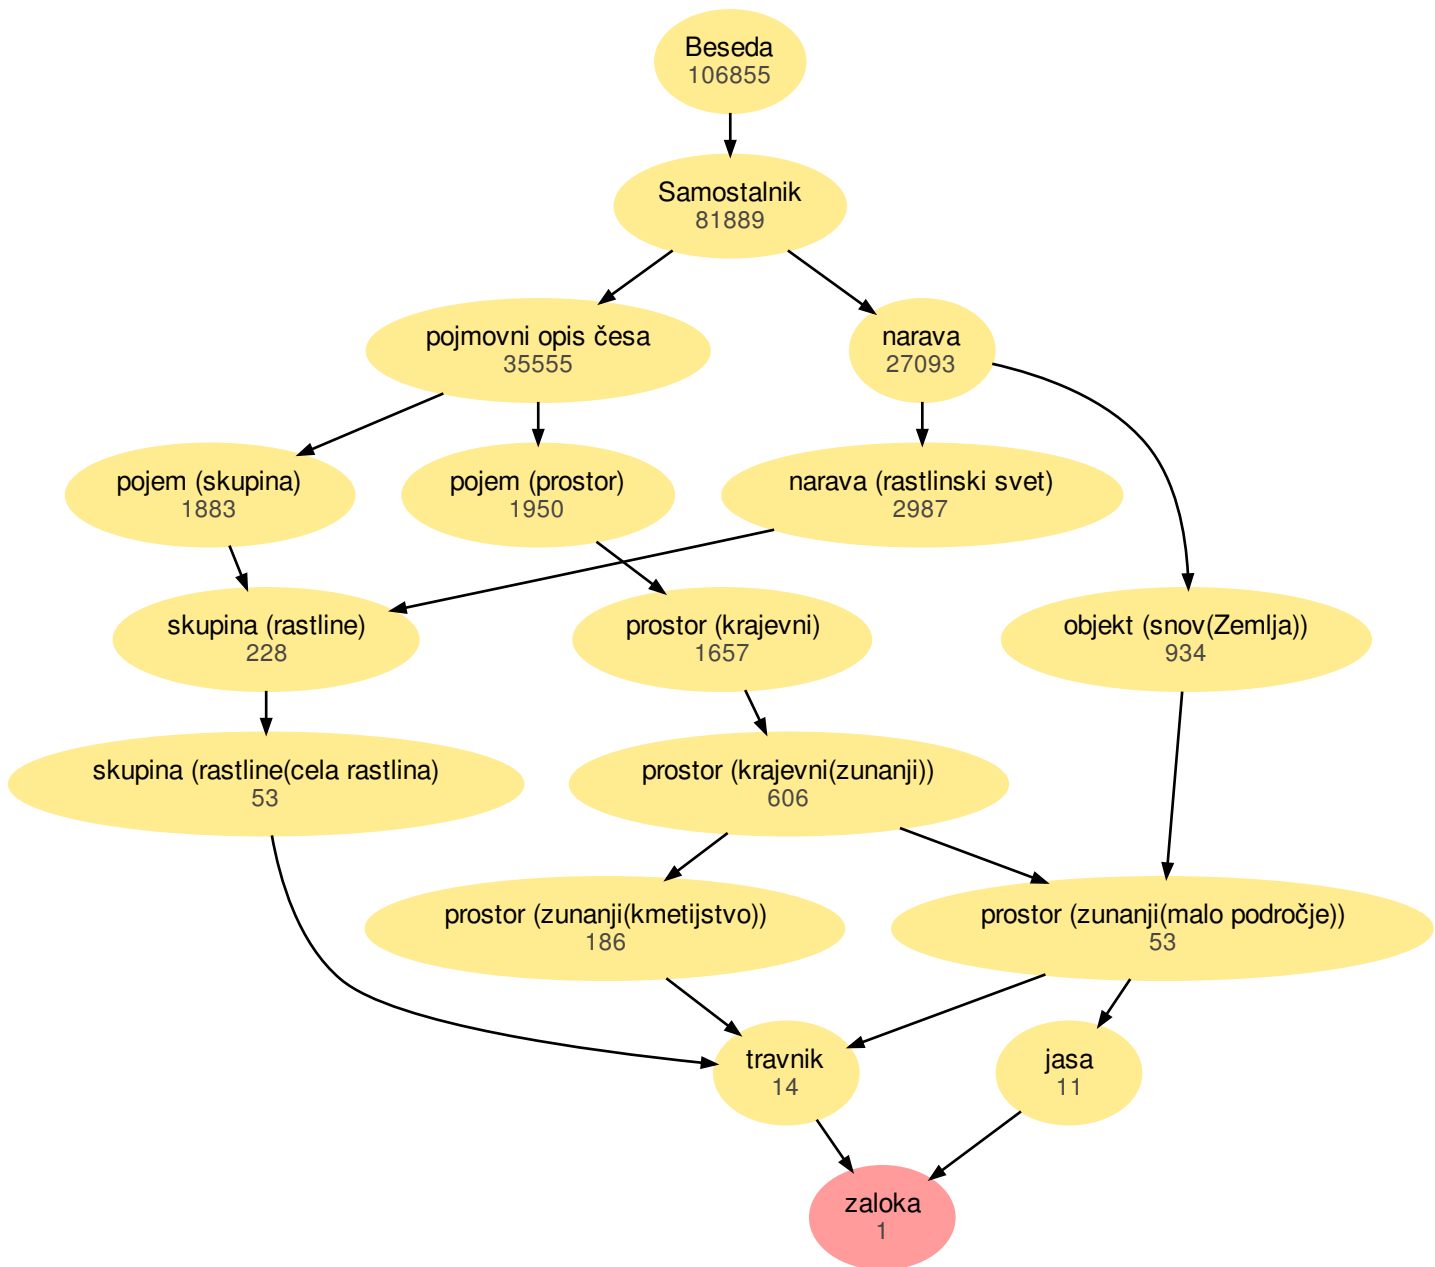 Beseda
106855
Samostalnik
81889
pojmovni opis česa
35555
narava
27093
pojem (skupina)
1883
pojem (prostor)
1950
narava (rastlinski svet)
2987
skupina (rastline)
228
prostor (krajevni)
1657
objekt (snov(Zemlja))
934
skupina (rastline(cela rastlina)
53
prostor (krajevni(zunanji))
606
prostor (zunanji(kmetijstvo))
186
prostor (zunanji(malo področje))
53
travnik
14
jasa
11
zaloka
1